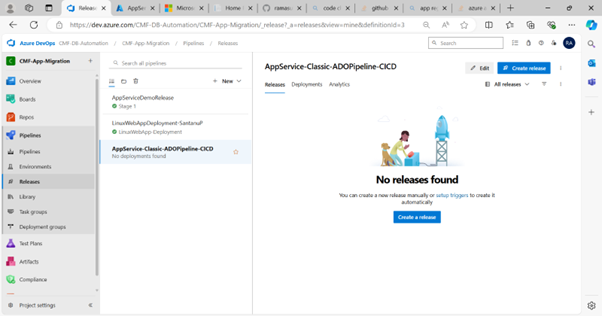 Release
AppSer
Micros
Home |
rames
code cr
github
app re
azure
https://dev.azure.com/CMF-DB-Automation/CMF-App-Migration/_release?_a=releases&view=mine&definitionId=3
Azure DevOps CMF-DB-Automation / CMF-App-Migration / Pipelines / Releases
Search
RA
C CMF-App-Migration
Overview
Boards
Repos
Pipelines
Pipelines
Environments
Releases
Library
Task groups
Deployment groups
Test Plans
Artifacts
Compliance
Project settings
Search all pipelines
New
AppServiceDemoRelease
Stage 1
LinuxWebAppDeployment-SantanuP
LinuxWebApp-Deployment
AppService-Classic-ADOPipeline-CICD
No deployments found
AppService-Classic-ADOPipeline-CICD
Edit
Create release
Releases Deployments Analytics
All releases
No releases found
You can create a new release manually or setup triggers to create it
automatically
Create a release